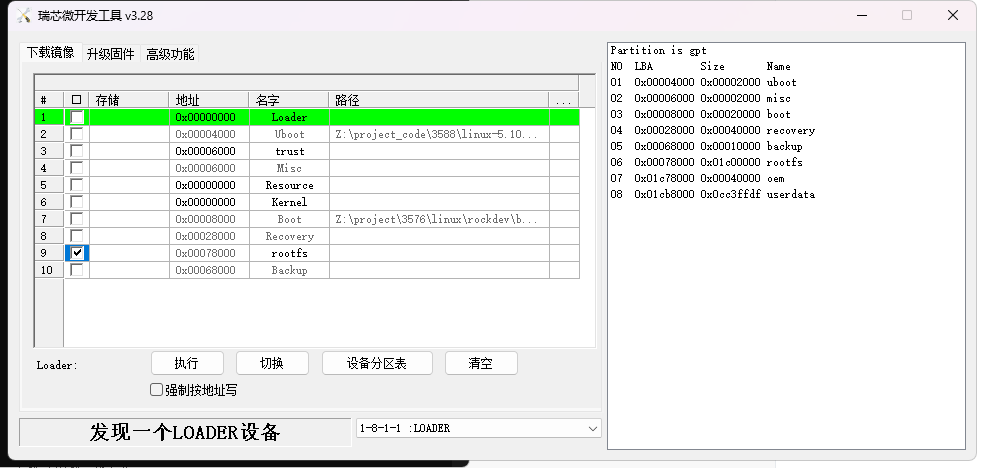 瑞芯微开发工具 v3.28
下载镜像 升级固件 高级功能
# 存储 地址 名字 路径 ...
1 0x00000000 Loader
2 0x00004000 Uboot Z:\project_code\3588\linux-5.10...
3 0x00006000 trust
4 0x00006000 Misc
5 0x00000000 Resource
6 0x00000000 Kernel
7 0x00008000 Boot Z:\project\3576\linux\rockdev\b...
8 0x00028000 Recovery
9 0x00078000 rootfs
10 0x00068000 Backup
Loader: 执行 切换 设备分区表 清空
强制按地址写
发现一个LOADER设备 1-8-1-1 :LOADER
Partition is gpt
NO LBA Size Name
01 0x00004000 0x00002000 uboot
02 0x00006000 0x00002000 misc
03 0x00008000 0x00020000 boot
04 0x00028000 0x00040000 recovery
05 0x00068000 0x00010000 backup
06 0x00078000 0x01c00000 rootfs
07 0x01c78000 0x00040000 oem
08 0x01cb8000 0x0cc3ffdf userdata